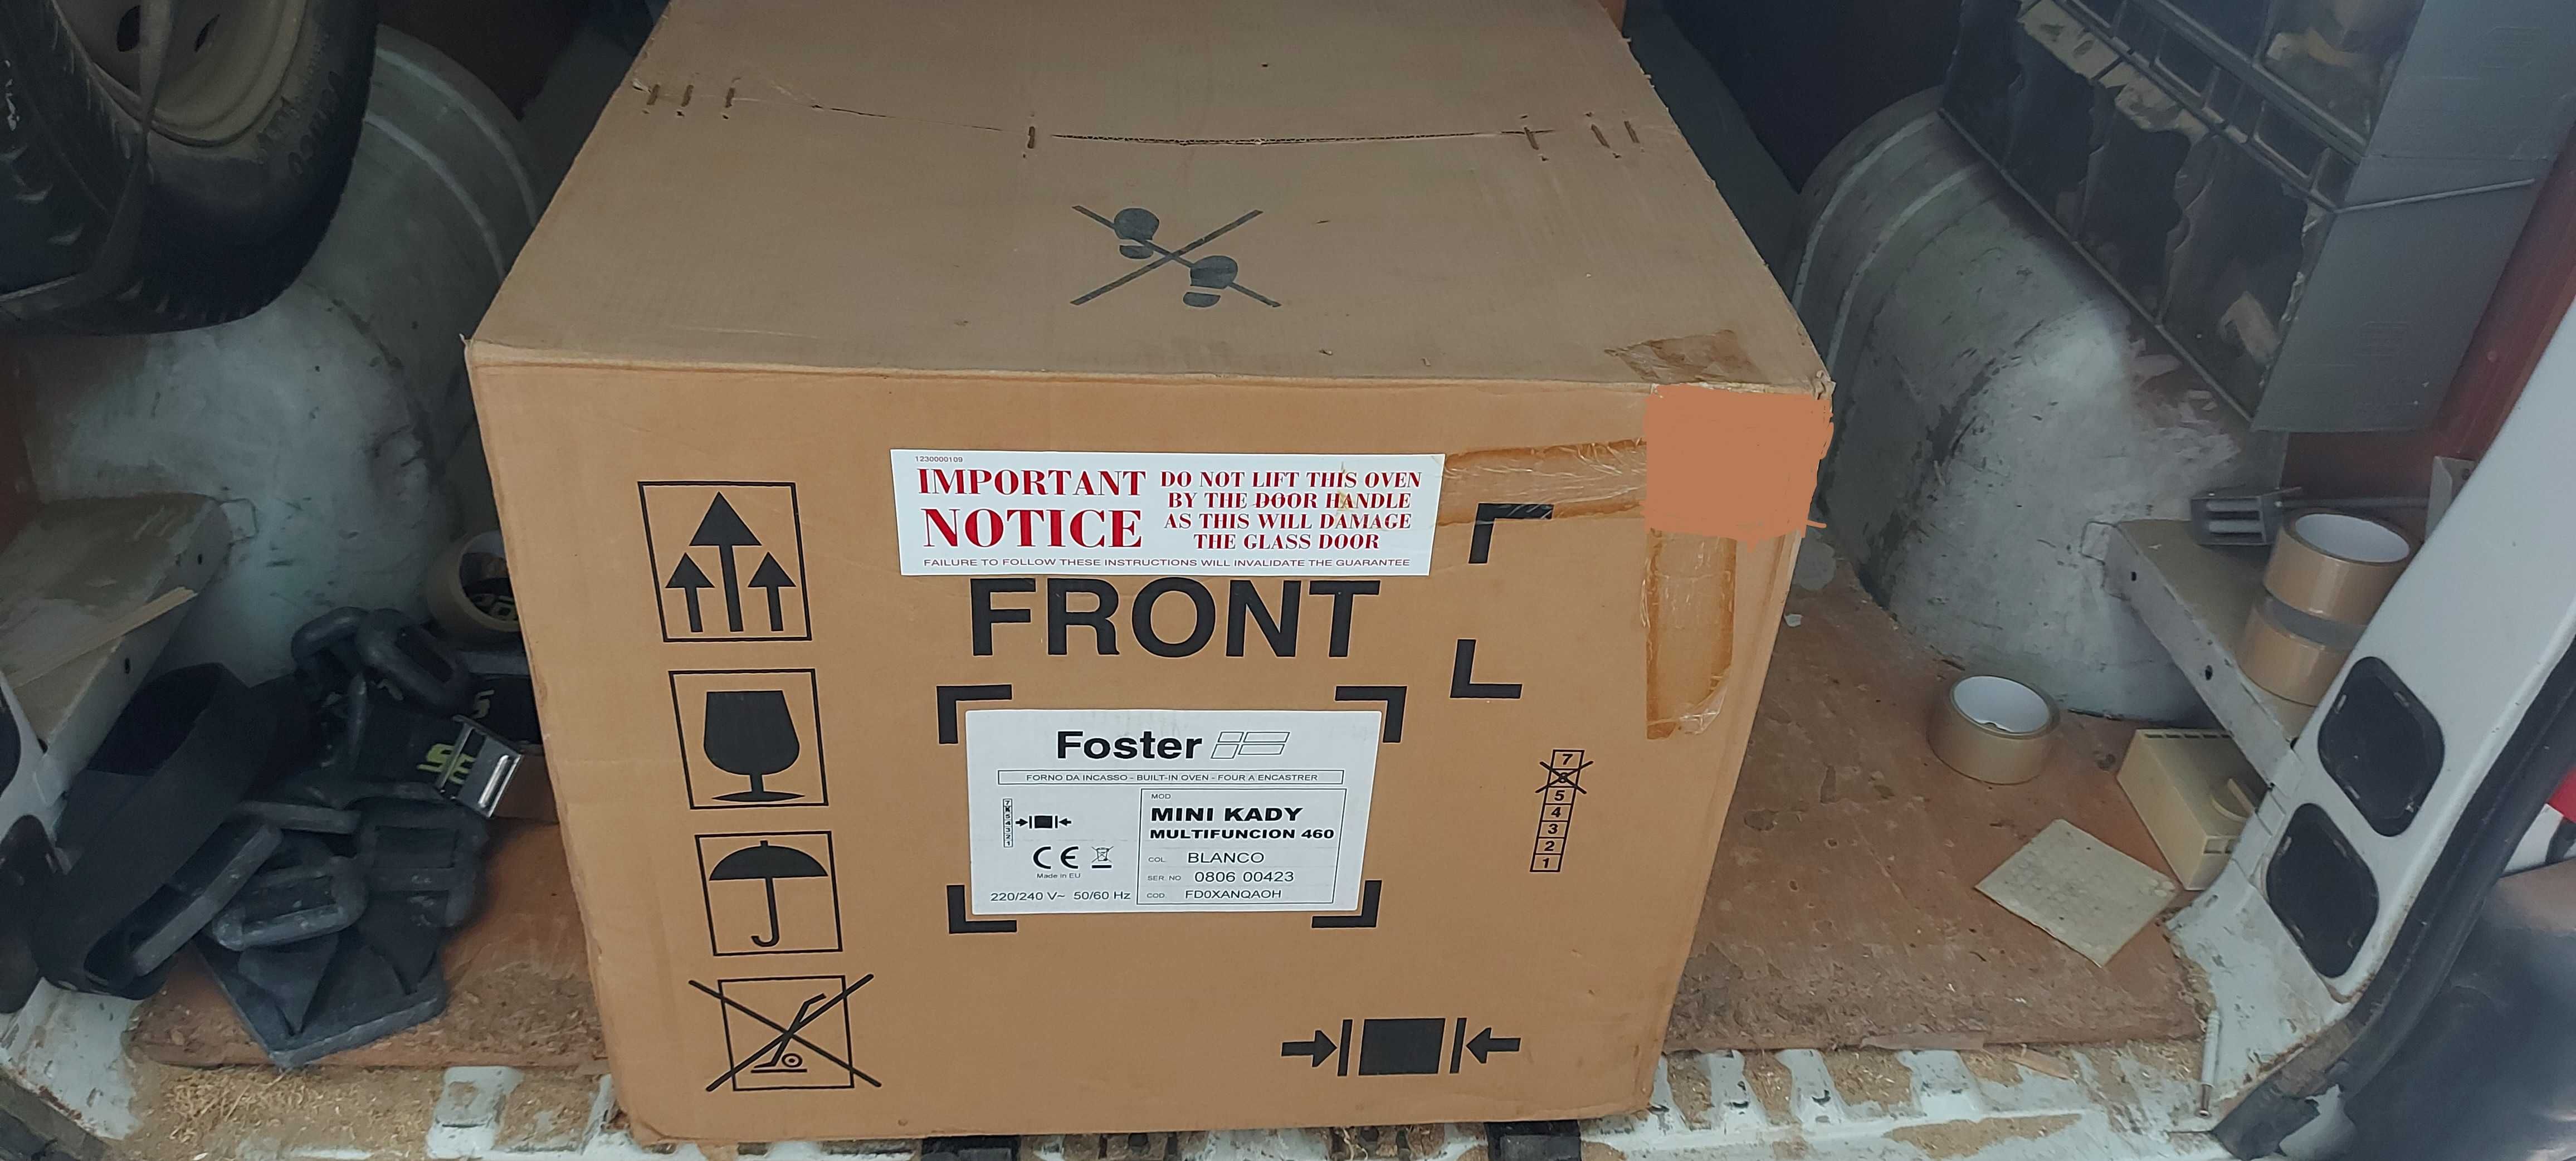 1230000109
IMPORTANT
NOTICE
DO NOT LIFT THIS OVEN
BY THE DOOR HANDLE
AS THIS WILL DAMAGE
THE GLASS DOOR
FAILURE TO FOLLOW THESE INSTRUCTIONS WILL INVALIDATE THE GUARANTEE
FRONT
Foster
FORNO DA INCASSO - BUILT-IN OVEN - FOUR A ENCASTRER
MOD
MINI KADY
MULTIFUNCION 460
COL. BLANCO
SER. NO 0806 00423
COD. FD0XANQAOH
CE
Made in EU
220/240 V~ 50/60 Hz
7
6
5
4
3
2
1